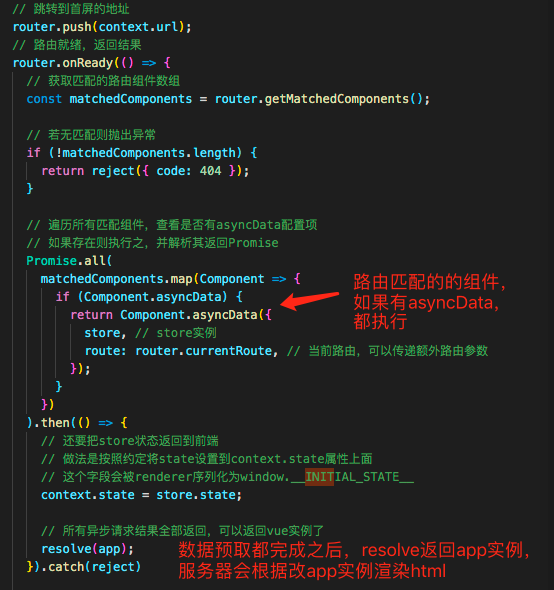 // 跳转到首屏的地址
router.push(context.url);
// 路由就绪，返回结果
router.onReady(() => {
// 获取匹配的路由组件数组
const matchedComponents = router.getMatchedComponents();
// 若无匹配则抛出异常
if (!matchedComponents.length) {
return reject({ code: 404 });
}
// 遍历所有匹配组件，查看是否有asyncData配置项
// 如果存在则执行之，并解析其返回Promise
Promise.all(
matchedComponents.map(Component => {
if (Component.asyncData) {
return Component.asyncData({
store, // store实例
route: router.currentRoute, // 当前路由，可以传递额外路由参数
});
}
})
路由匹配的的组件，
如果有asyncData，
都执行
).then(() => {
// 还要把store状态返回到前端
// 做法是按照约定将state设置到context.state属性上面
// 这个字段会被renderer序列化为window.__INITIAL_STATE__
context.state = store.state;
// 所有异步请求结果全部返回，可以返回vue实例了
resolve(app);
}).catch(reject)
数据预取都完成之后，resolve返回app实例，
服务器会根据改app实例渲染html